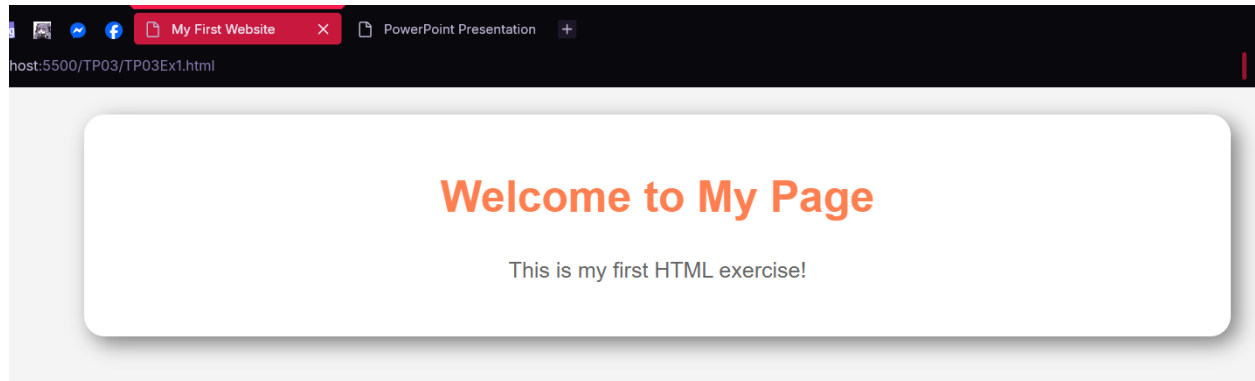 My First Website
PowerPoint Presentation
host:5500/TP03/TP03Ex1.html
Welcome to My Page
This is my first HTML exercise!